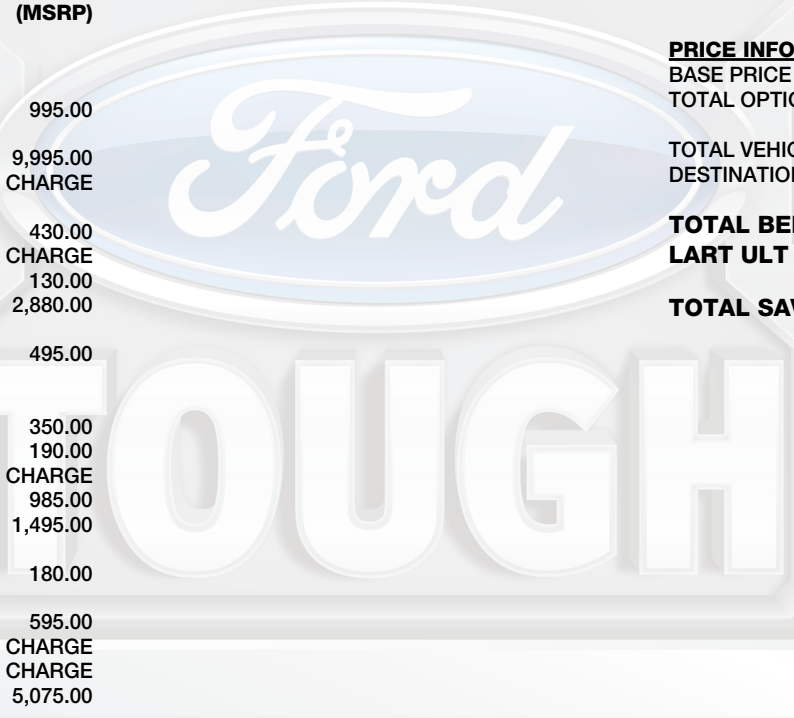 (MSRP)
995.00
9,995.00
CHARGE
430.00
CHARGE
130.00
2,880.00
495.00
350.00
190.00
CHARGE
985.00
1,495.00
180.00
595.00
CHARGE
CHARGE
5,075.00
PRICE INFO
BASE PRICE
TOTAL OPTIO
TOTAL VEHIC
DESTINATION
TOTAL BE
LART ULT
TOTAL SAV
Ford
TOUGH